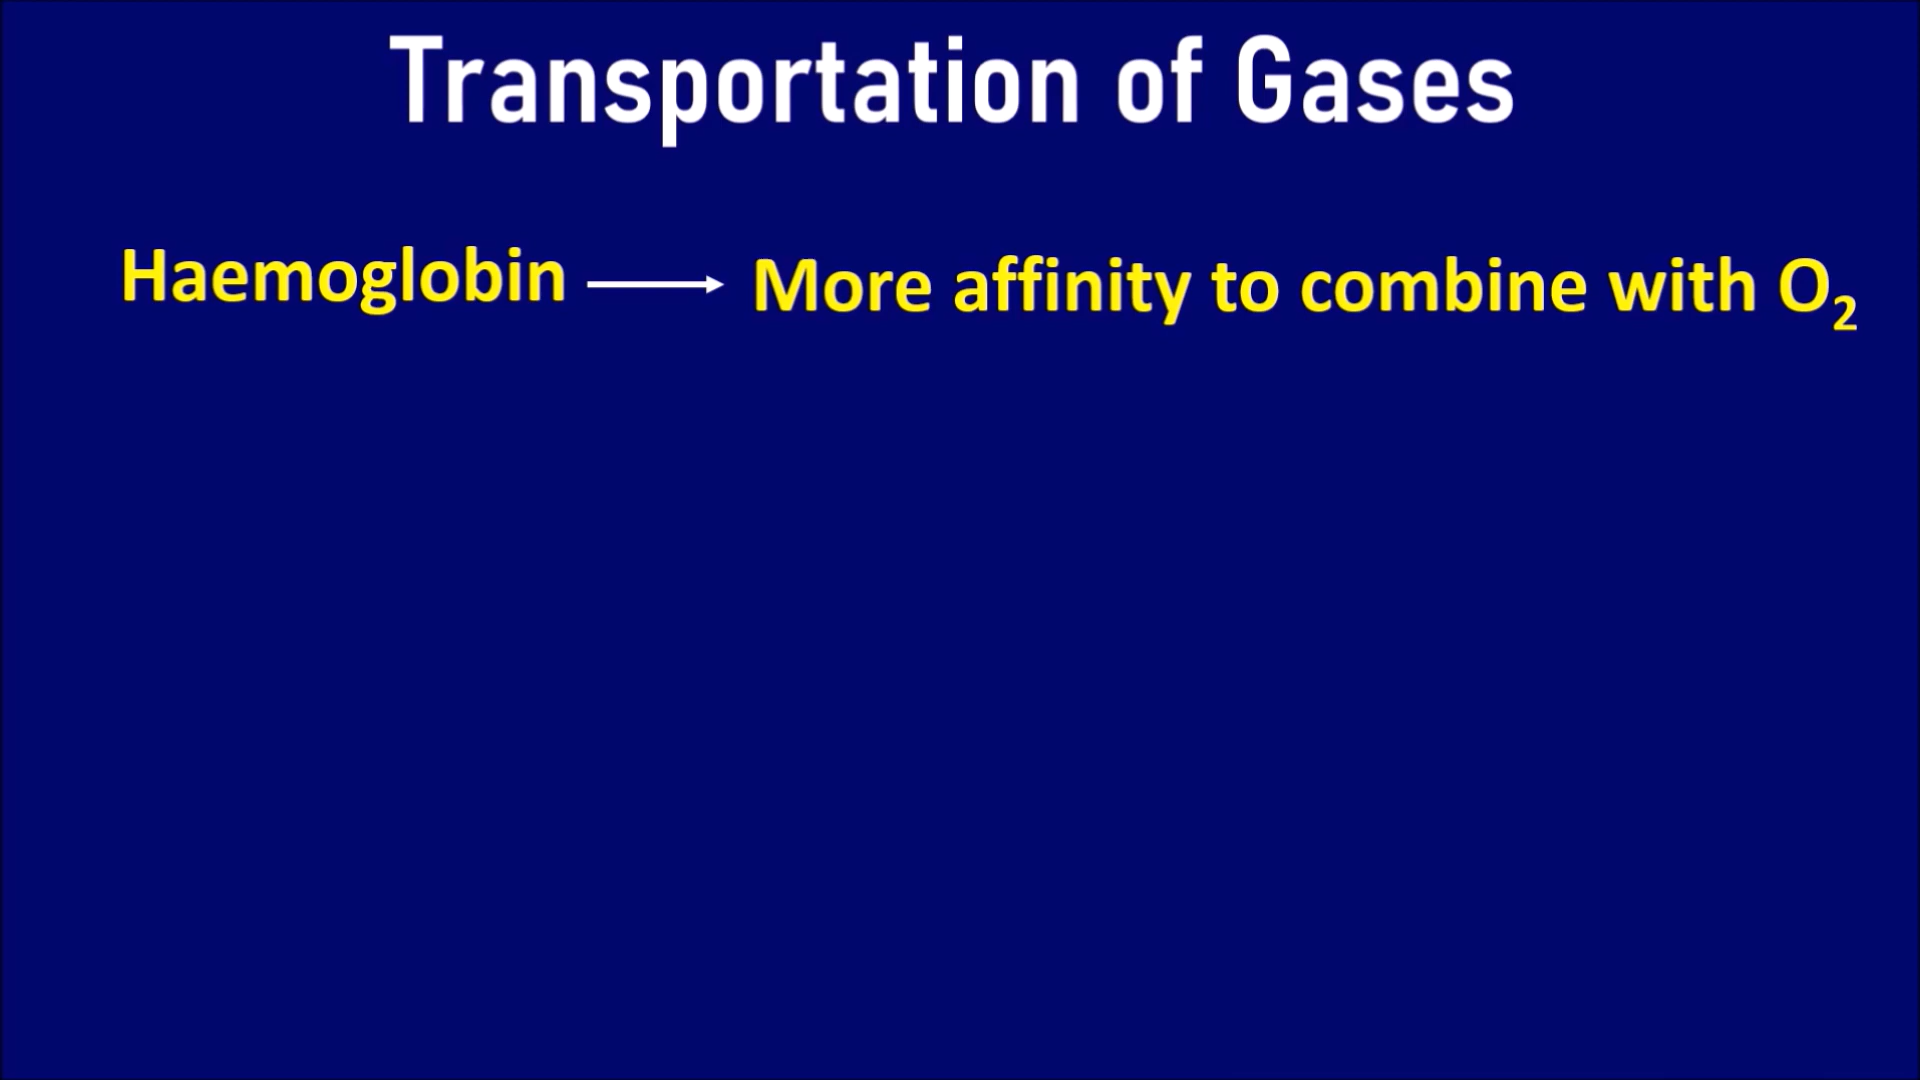 Transportation of Gases
Haemoglobin ⟶ More affinity to combine with O₂